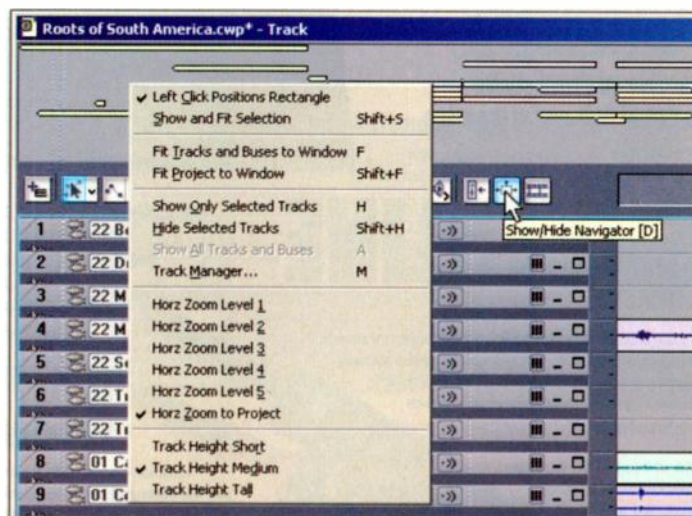 Roots of South America.cwp* - Track
Left Click Positions Rectangle
Show and Fit Selection Shift+S
Fit Tracks and Buses to Window F
Fit Project to Window Shift+F
Show Only Selected Tracks H
Hide Selected Tracks Shift+H
Show All Tracks and Buses A
Track Manager... M
Horz Zoom Level 1
Horz Zoom Level 2
Horz Zoom Level 3
Horz Zoom Level 4
Horz Zoom Level 5
Horz Zoom to Project
Track Height Short
Track Height Medium
Track Height Tall
Show/Hide Navigator [D]
1 22
2 22
3 22 M
4 22 M
5 22
6 22
7 22
8 01
9 01